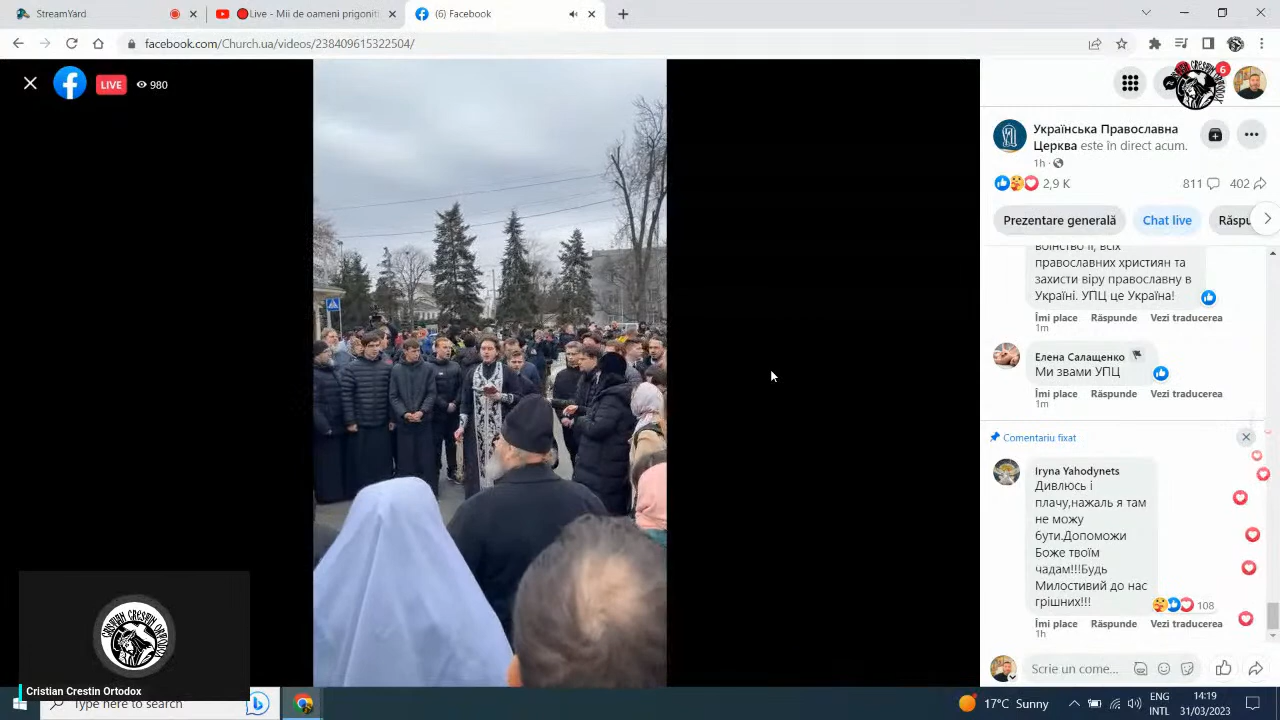 StreamYard
Live - Mii de oameni prigoniti
(6) Facebook
facebook.com/Church.ua/videos/238409615322504/
LIVE
980
6
Українська Православна
Церква este în direct acum.
1h
2,9 K
811
402
Prezentare generală
Chat live
Răspu
воїнство її, всіх
православних християн та
захисти віру православну в
Україні. УПЦ це Україна!
Îmi place
Răspunde
Vezi traducerea
1m
Елена Салащенко
Ми звами УПЦ
Îmi place
Răspunde
Vezi traducerea
1m
Comentariu fixat
Iryna Yahodynets
Дивлюсь і
плачу,нажаль я там
не можу
бути.Допоможи
Боже твоїм
чадам!!!Будь
Милостивий до нас
грішних!!!
108
Îmi place
Răspunde
Vezi traducerea
1h
Scrie un come...
CRESTIN ORTODOX
Cristian Crestin Ortodox
Type here to search
17°C Sunny
ENG
INTL
14:19
31/03/2023